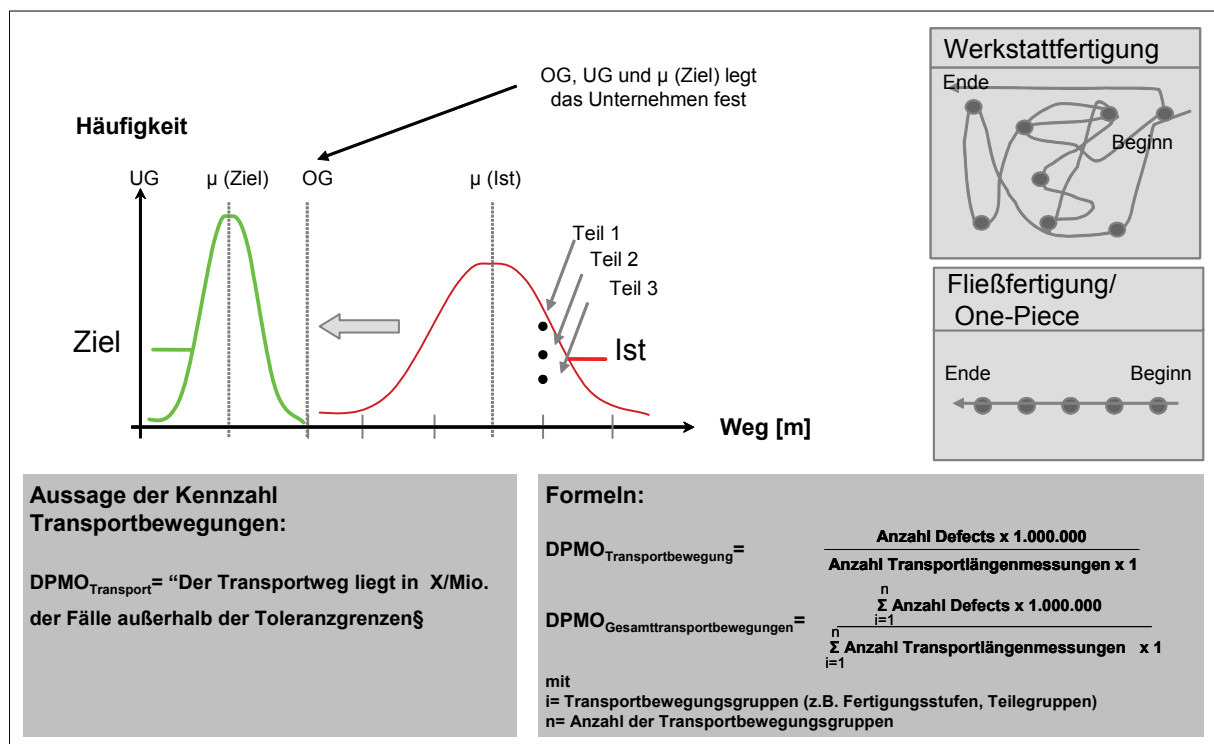 OG, UG und µ (Ziel) legt
das Unternehmen fest
Häufigkeit
UG
µ (Ziel)
OG
µ (Ist)
Teil 1
Teil 2
Teil 3
Ziel
Ist
Weg [m]
Werkstattfertigung
Ende
Beginn
Fließfertigung/
One-Piece
Ende
Beginn
Aussage der Kennzahl
Transportbewegungen:
DPMOTransport= “Der Transportweg liegt in X/Mio.
der Fälle außerhalb der Toleranzgrenzen§
Formeln:
DPMOTransportbewegung=
Anzahl Defects x 1.000.000
Anzahl Transportlängenmessungen x 1
DPMOGesamttransportbewegungen=
n
Σ Anzahl Defects x 1.000.000
i=1
n
Σ Anzahl Transportlängenmessungen x 1
i=1
mit
i= Transportbewegungsgruppen (z.B. Fertigungsstufen, Teilegruppen)
n= Anzahl der Transportbewegungsgruppen